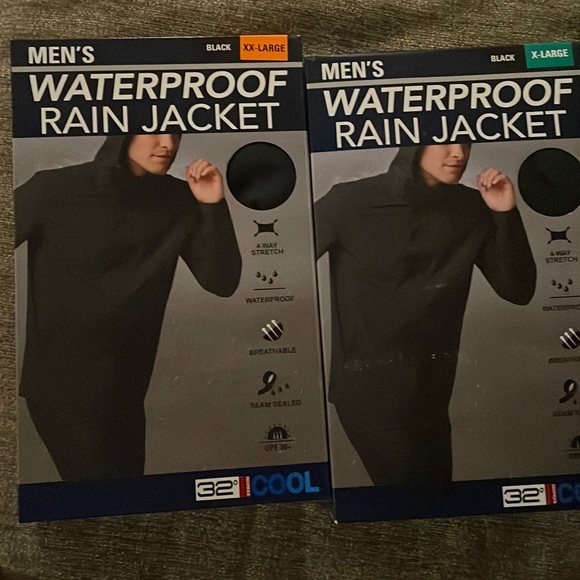 BLACK XX-LARGE
MEN'S
WATERPROOF
RAIN JACKET
4-WAY
STRETCH
WATERPROOF
BREATHABLE
SEAM SEALED
UPF 30+
32° COOL
BLACK X-LARGE
MEN'S
WATERPROOF
RAIN JACKET
4-WAY
STRETCH
WATERPROOF
32°